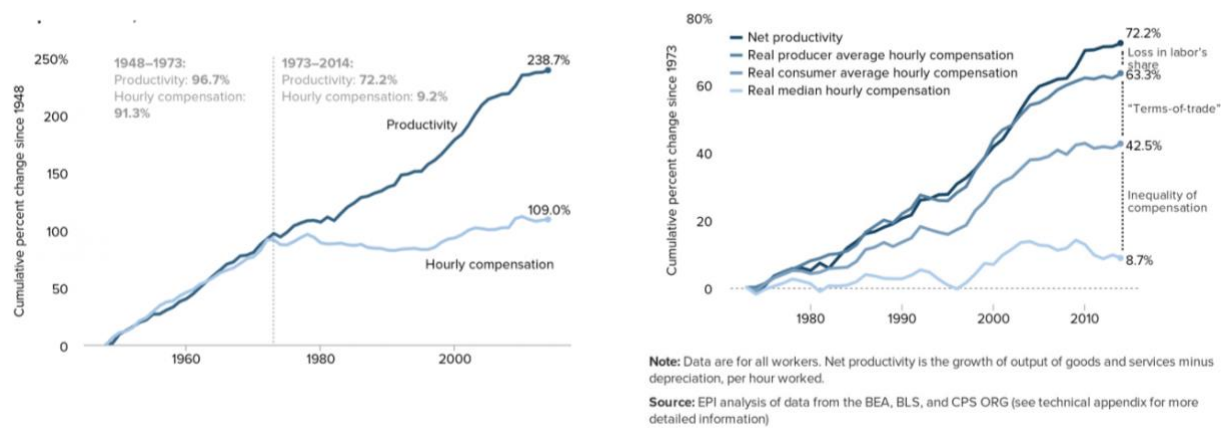 Cumulative percent change since 1948
250%
200
150
100
50
0
1948–1973:
Productivity: 96.7%
Hourly compensation:
91.3%
1973–2014:
Productivity: 72.2%
Hourly compensation: 9.2%
238.7%
Productivity
109.0%
Hourly compensation
1960
1980
2000
Cumulative percent change since 1973
80%
60
40
20
0
Net productivity
Real producer average hourly compensation
Real consumer average hourly compensation
Real median hourly compensation
72.2%
Loss in labor's
share
63.3%
"Terms-of-trade"
42.5%
Inequality of
compensation
8.7%
1980
1990
2000
2010
Note: Data are for all workers. Net productivity is the growth of output of goods and services minus
depreciation, per hour worked.
Source: EPI analysis of data from the BEA, BLS, and CPS ORG (see technical appendix for more
detailed information)